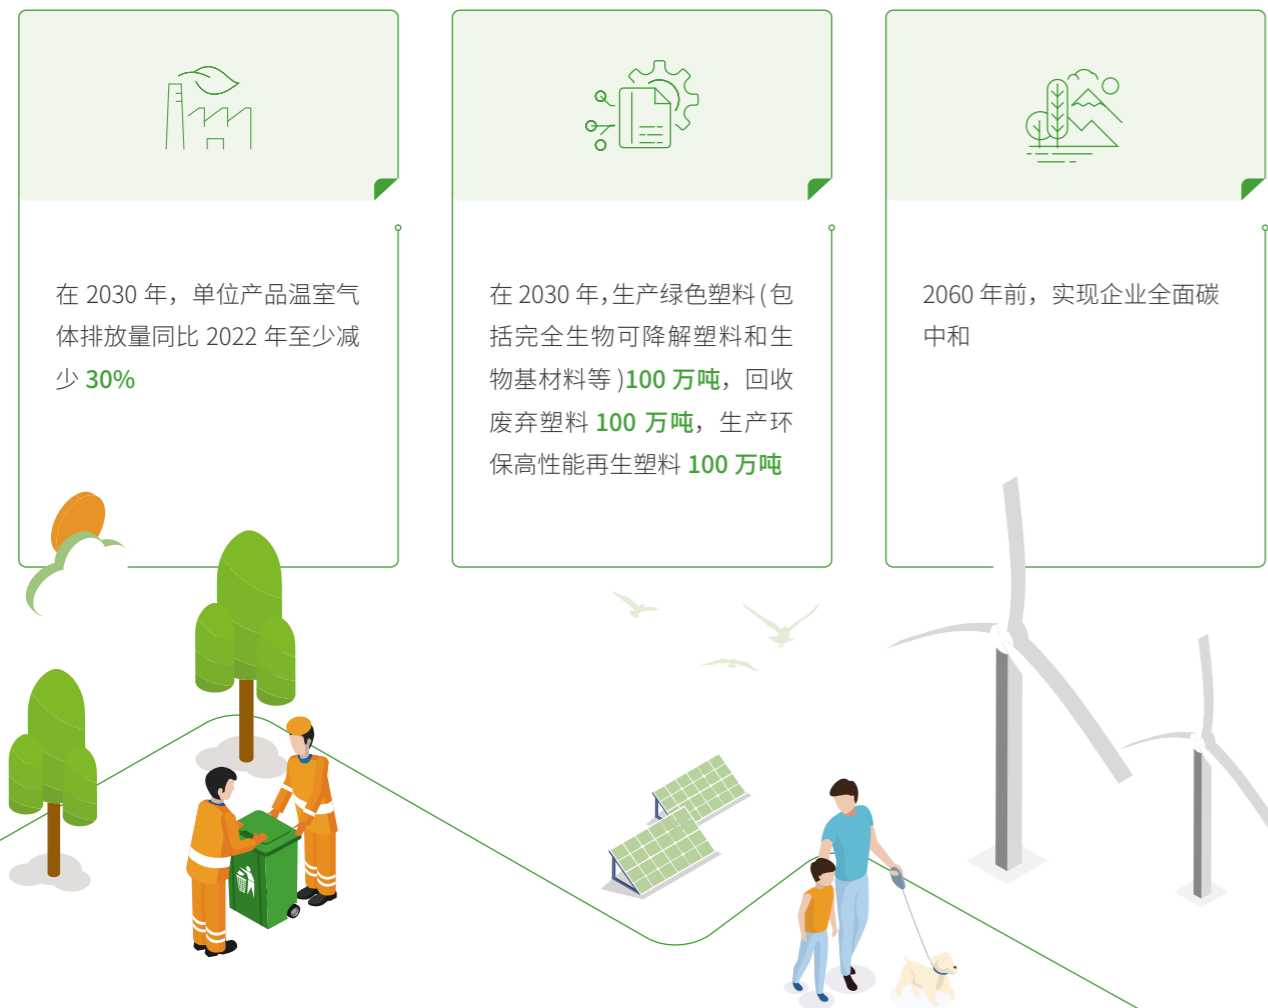 在 2030 年，单位产品温室气
体排放量同比 2022 年至少减
少 30%
在 2030 年，生产绿色塑料 ( 包
括完全生物可降解塑料和生
物基材料等 )100 万吨，回收
废弃塑料 100 万吨，生产环
保高性能再生塑料 100 万吨
2060 年前，实现企业全面碳
中和